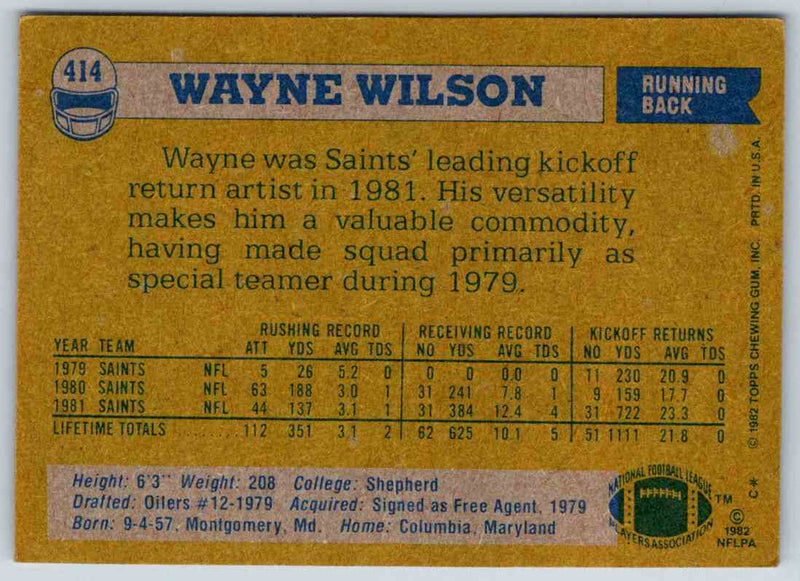 414
WAYNE WILSON
RUNNING
BACK
Wayne was Saints' leading kickoff
return artist in 1981. His versatility
makes him a valuable commodity,
having made squad primarily as
special teamer during 1979.
RUSHING RECORD RECEIVING RECORD KICKOFF RETURNS
YEAR TEAM ATT YDS AVG TDS NO YDS AVG TDS NO YDS AVG TDS
1979 SAINTS NFL 5 26 5.2 0 0 0 0.0 0 11 230 20.9 0
1980 SAINTS NFL 63 188 3.0 1 31 241 7.8 1 9 159 17.7 0
1981 SAINTS NFL 44 137 3.1 1 31 384 12.4 4 31 722 23.3 0
LIFETIME TOTALS 112 351 3.1 2 62 625 10.1 5 51 1111 21.8 0
Height: 6'3" Weight: 208 College: Shepherd
Drafted: Oilers #12-1979 Acquired: Signed as Free Agent, 1979
Born: 9-4-57, Montgomery, Md. Home: Columbia, Maryland
NATIONAL FOOTBALL LEAGUE
PLAYERS ASSOCIATION
TM
©
1982
NFLPA
© 1982 TOPPS CHEWING GUM, INC. PRTD. IN U.S.A.
C*